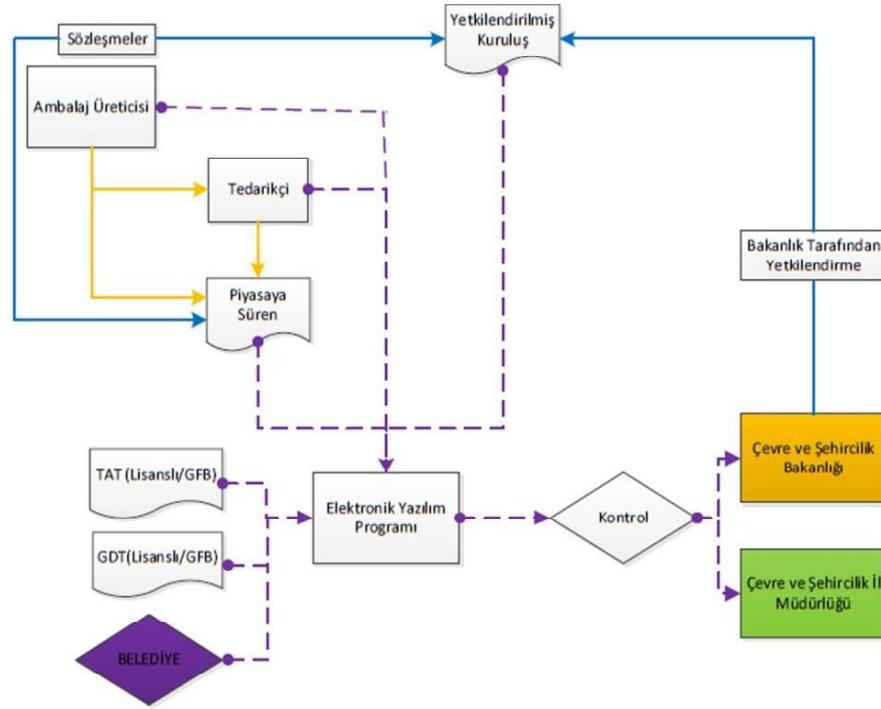 Yetkilendirilmiş
Kuruluş
Sözleşmeler
Ambalaj Üreticisi
Tedarikçi
Bakanlık Tarafından
Yetkilendirme
Piyasaya
Süren
Çevre ve Şehircilik
Bakanlığı
TAT (Lisanslı/GFB)
Elektronik Yazılım
Programı
Kontrol
GDT(Lisanslı/GFB)
Çevre ve Şehircilik İl
Müdürlüğü
BELEDİYE